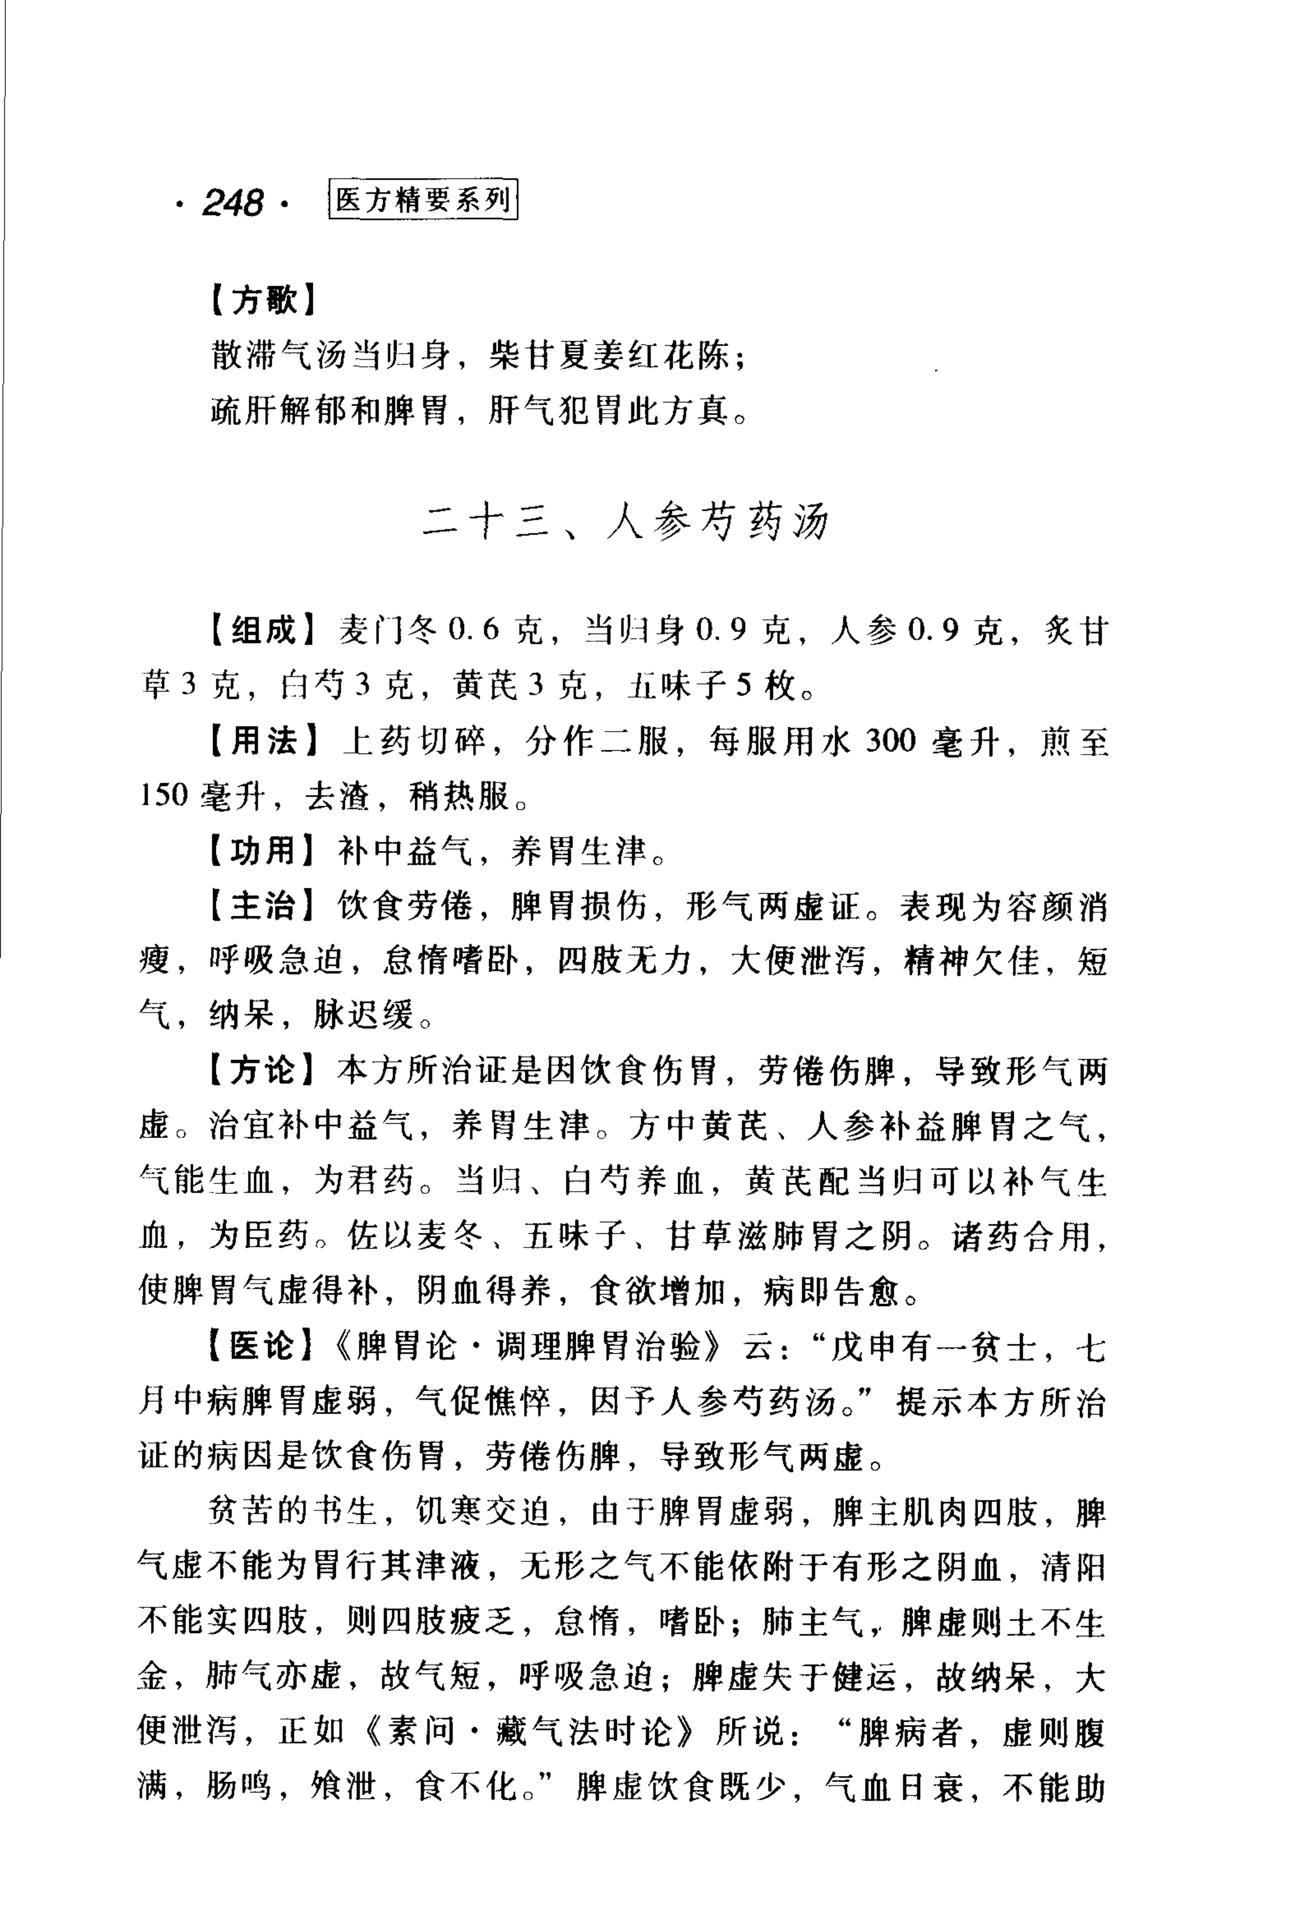 · 248 · 医方精要系列
【方歌】
散滞气汤当归身，柴甘夏姜红花陈；
疏肝解郁和脾胃，肝气犯胃此方真。
二十三、人参芍药汤
【组成】麦门冬0.6克，当归身0.9克，人参0.9克，炙甘
草3克，白芍3克，黄芪3克，五味子5枚。
【用法】上药切碎，分作二服，每服用水300毫升，煎至
150毫升，去渣，稍热服。
【功用】补中益气，养胃生津。
【主治】饮食劳倦，脾胃损伤，形气两虚证。表现为容颜消
瘦，呼吸急迫，怠惰嗜卧，四肢无力，大便泄泻，精神欠佳，短
气，纳呆，脉迟缓。
【方论】本方所治证是因饮食伤胃，劳倦伤脾，导致形气两
虚。治宜补中益气，养胃生津。方中黄芪、人参补益脾胃之气，
气能生血，为君药。当归、白芍养血，黄芪配当归可以补气生
血，为臣药。佐以麦冬、五味子、甘草滋肺胃之阴。诸药合用，
使脾胃气虚得补，阴血得养，食欲增加，病即告愈。
【医论】《脾胃论·调理脾胃治验》云：“戊申有一贫士，七
月中病脾胃虚弱，气促憔悴，因予人参芍药汤。”提示本方所治
证的病因是饮食伤胃，劳倦伤脾，导致形气两虚。
贫苦的书生，饥寒交迫，由于脾胃虚弱，脾主肌肉四肢，脾
气虚不能为胃行其津液，无形之气不能依附于有形之阴血，清阳
不能实四肢，则四肢疲乏，怠惰，嗜卧；肺主气，脾虚则土不生
金，肺气亦虚，故气短，呼吸急迫；脾虚失于健运，故纳呆，大
便泄泻，正如《素问·藏气法时论》所说：“脾病者，虚则腹
满，肠鸣，飧泄，食不化。”脾虚饮食既少，气血日衰，不能助